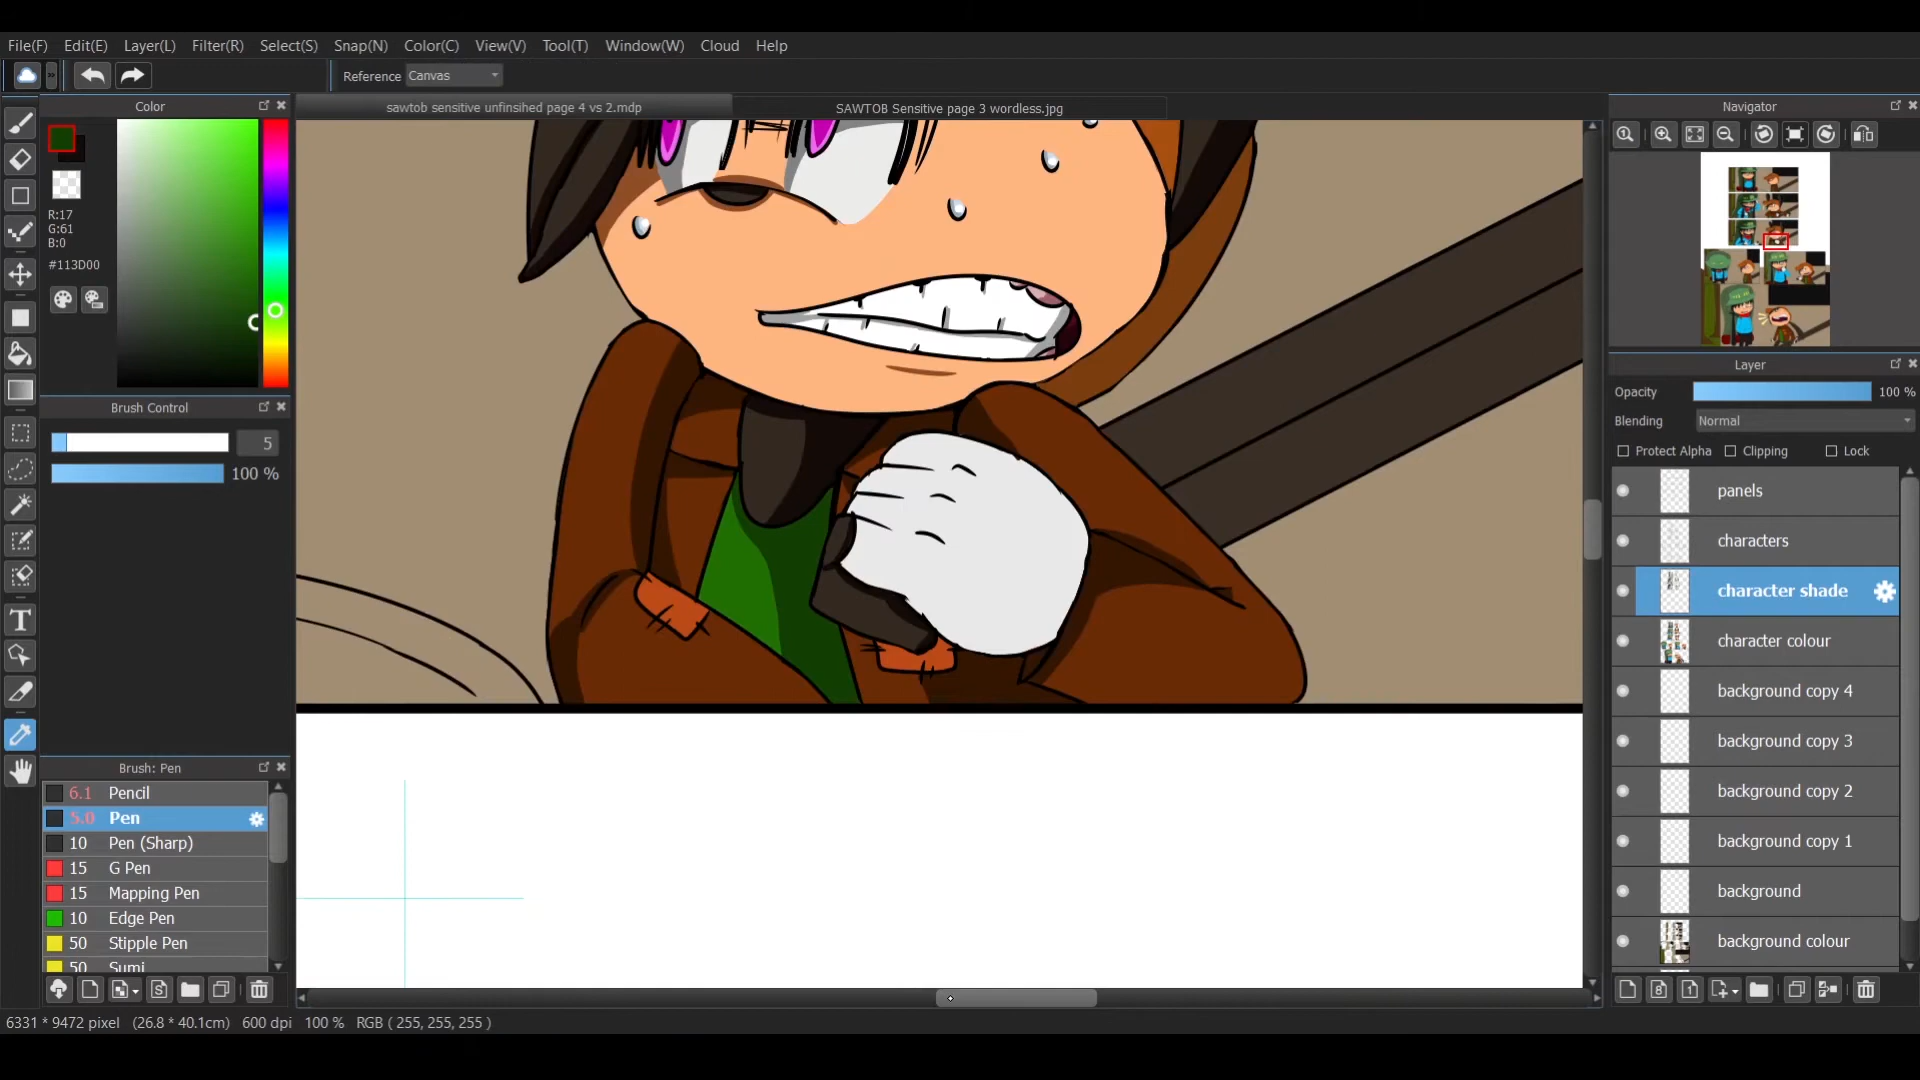 File(F) Edit(E) Layer(L) Filter(R) Select(S) Snap(N) Color(C) View(V) Tool(T) Window(W) Cloud Help
Reference Canvas
Color
sawtob sensitive unfinsihed page 4 vs 2.mdp
SAWTOB Sensitive page 3 wordless.jpg
Navigator
R:17
G:61
B:0
#113D00
Brush Control
5
100 %
Brush: Pen
6.1 Pencil
5.0 Pen
10 Pen (Sharp)
15 G Pen
15 Mapping Pen
10 Edge Pen
50 Stipple Pen
50 Sumi
Layer
Opacity 100 %
Blending Normal
Protect Alpha Clipping Lock
panels
characters
character shade
character colour
background copy 4
background copy 3
background copy 2
background copy 1
background
background colour
6331 * 9472 pixel (26.8 * 40.1cm) 600 dpi 100 % RGB ( 255, 255, 255 )